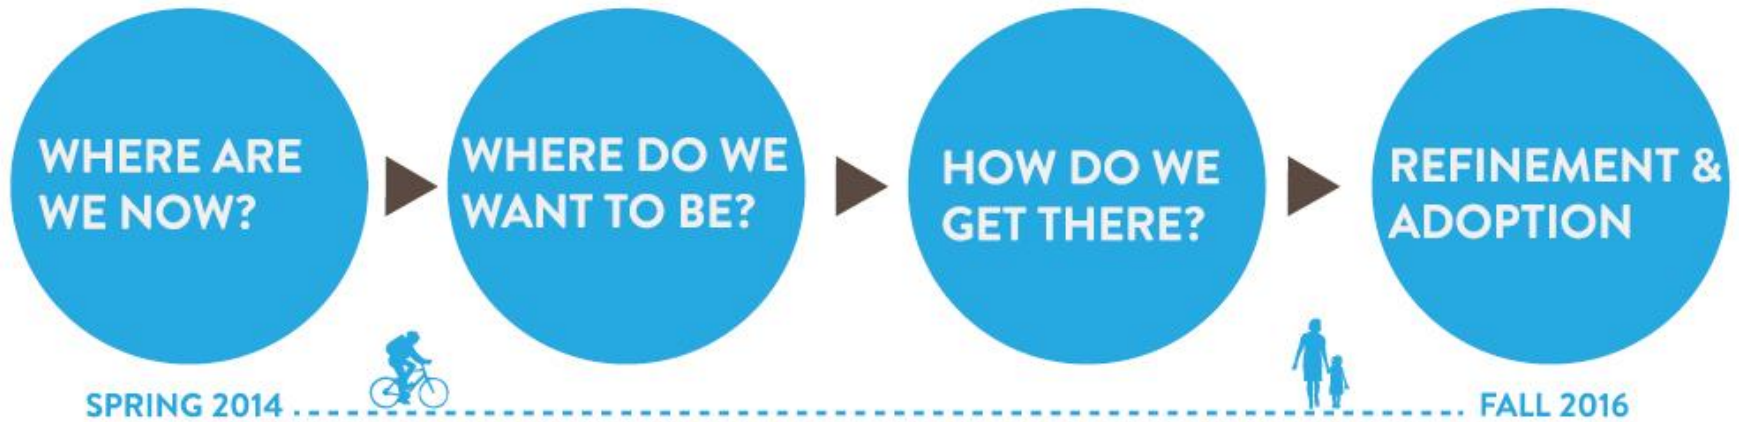 WHERE ARE
WE NOW?
WHERE DO WE
WANT TO BE?
HOW DO WE
GET THERE?
REFINEMENT &
ADOPTION
SPRING 2014
FALL 2016